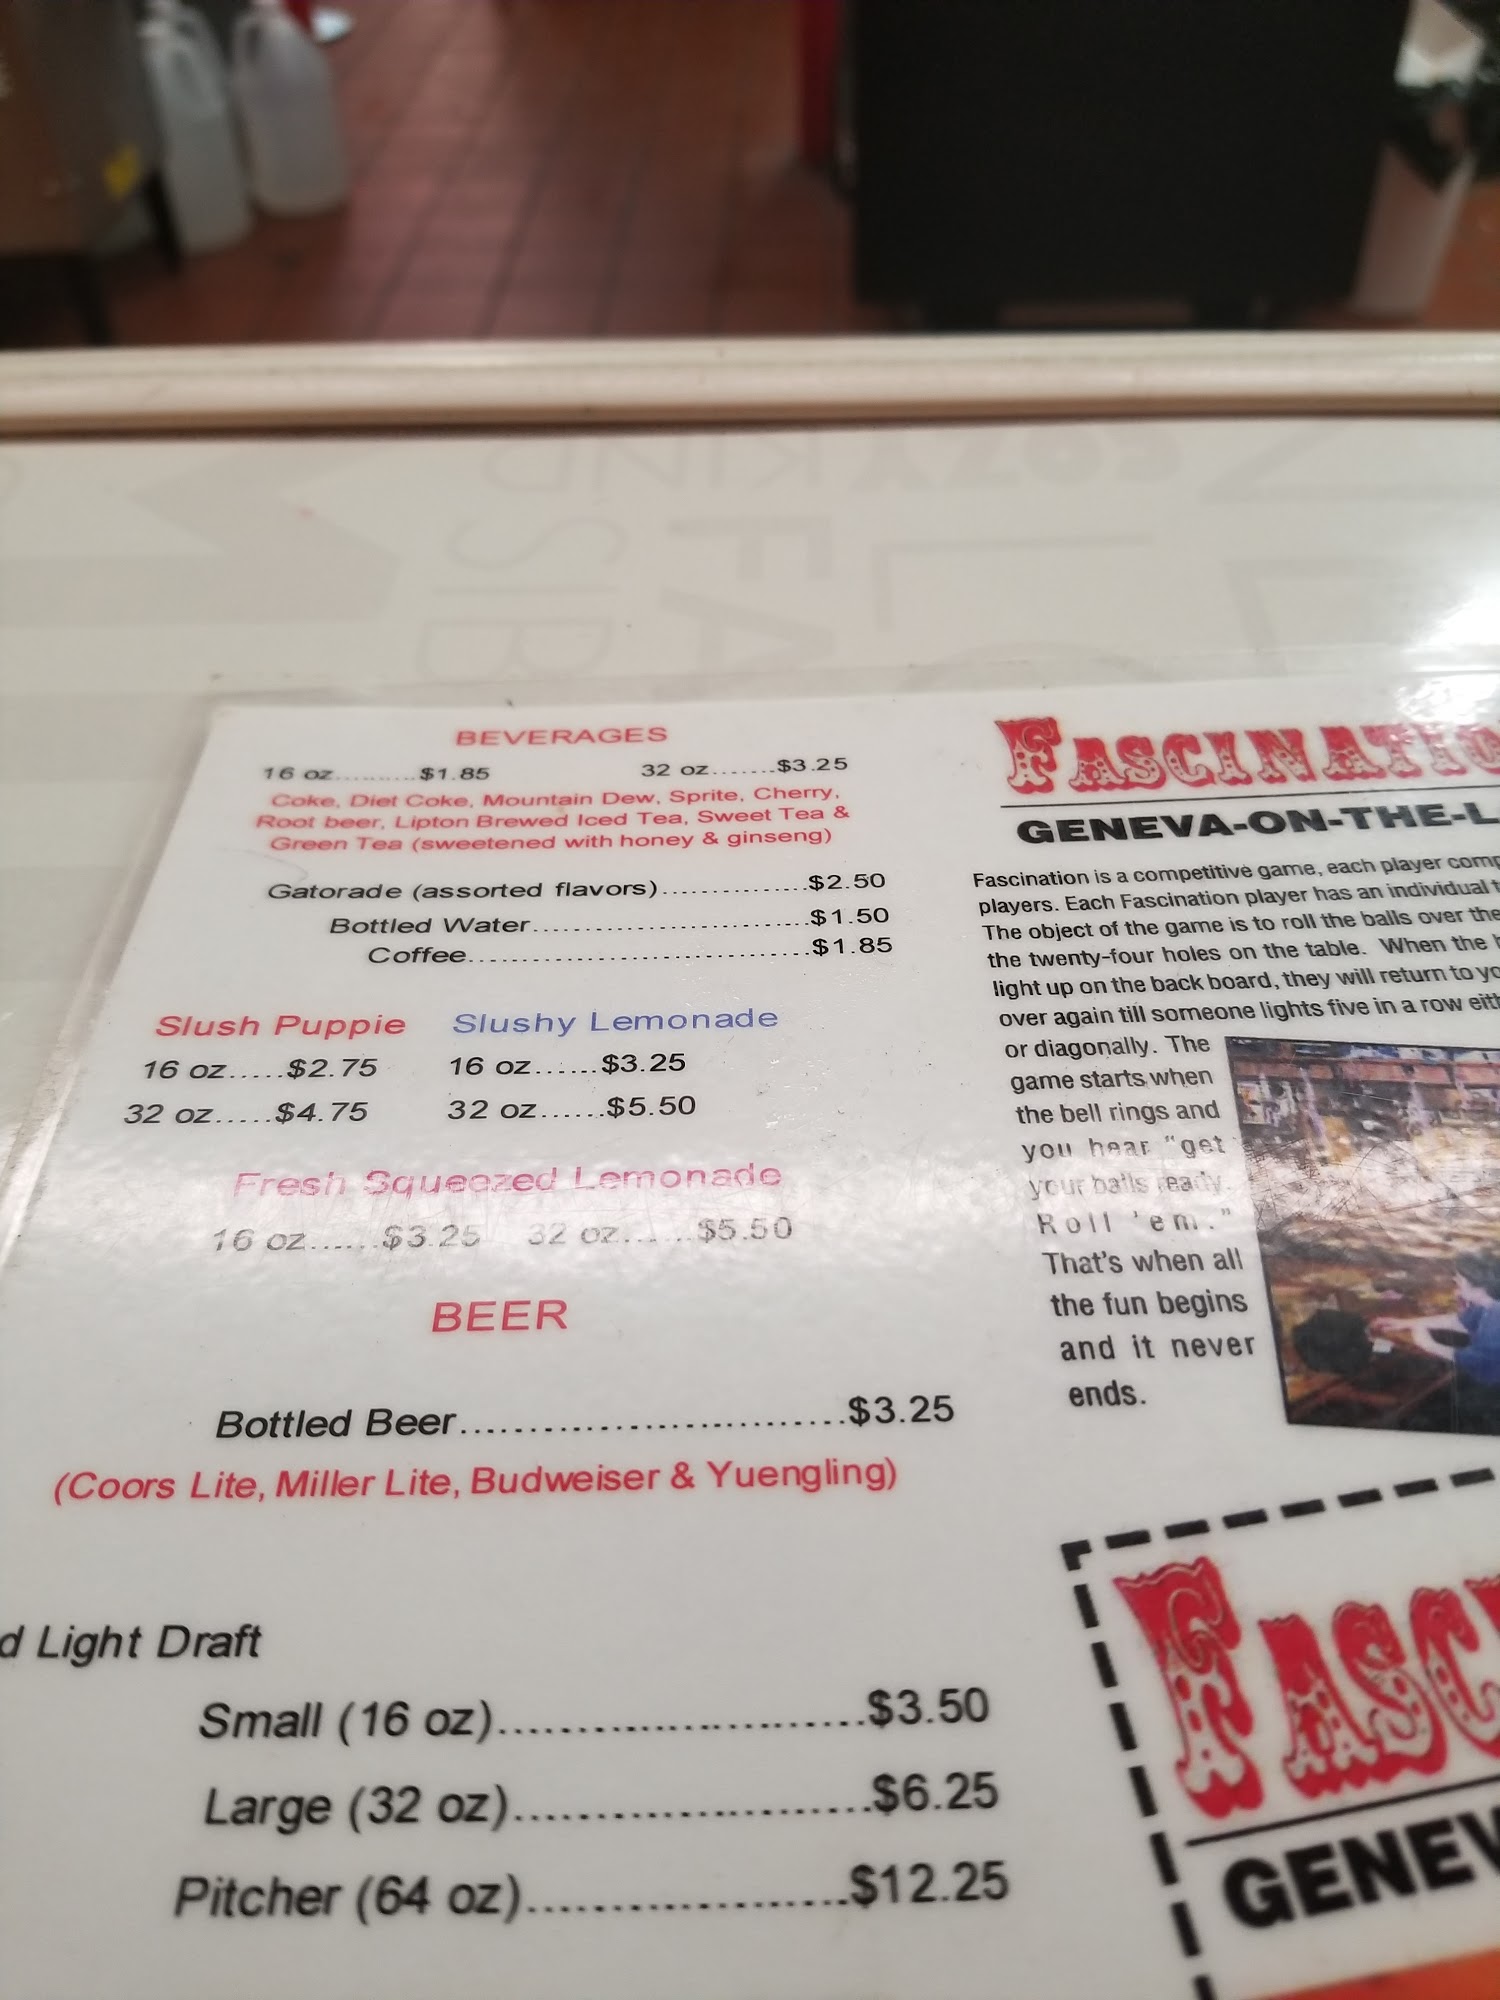 BEVERAGES
16 oz..........$1.85 32 oz.......$3.25
Coke, Diet Coke, Mountain Dew, Sprite, Cherry,
Root beer, Lipton Brewed Iced Tea, Sweet Tea &
Green Tea (sweetened with honey & ginseng)
Gatorade (assorted flavors)...............$2.50
Bottled Water.............................$1.50
Coffee...................................$1.85
Slush Puppie Slushy Lemonade
16 oz.....$2.75 16 oz......$3.25
32 oz.....$4.75 32 oz......$5.50
Fresh Squeezed Lemonade
16 oz......$3.25 32 oz......$5.50
BEER
Bottled Beer.............................$3.25
(Coors Lite, Miller Lite, Budweiser & Yuengling)
Light Draft
Small (16 oz)..........................$3.50
Large (32 oz).........................$6.25
Pitcher (64 oz)......................$12.25
GENEVA-ON-THE-L
Fascination is a competitive game, each player
players. Each Fascination player has an individual
The object of the game is to roll the balls over the
the twenty-four holes on the table. When the
light up on the back board, they will return to
over again till someone lights five in a row
or diagonally. The
game starts when
the bell rings and
you hear "get
your balls ready.
Roll 'em."
That's when all
the fun begins
and it never
ends.